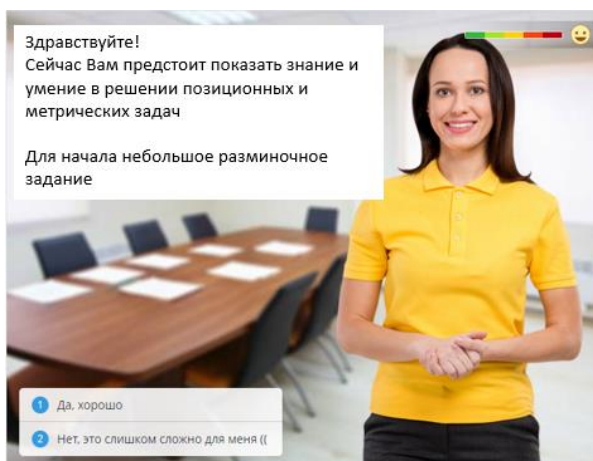 Здравствуйте!
Сейчас Вам предстоит показать знание и
умение в решении позиционных и
метрических задач
Для начала небольшое разминочное
задание
1 Да, хорошо
2 Нет, это слишком сложно для меня ((